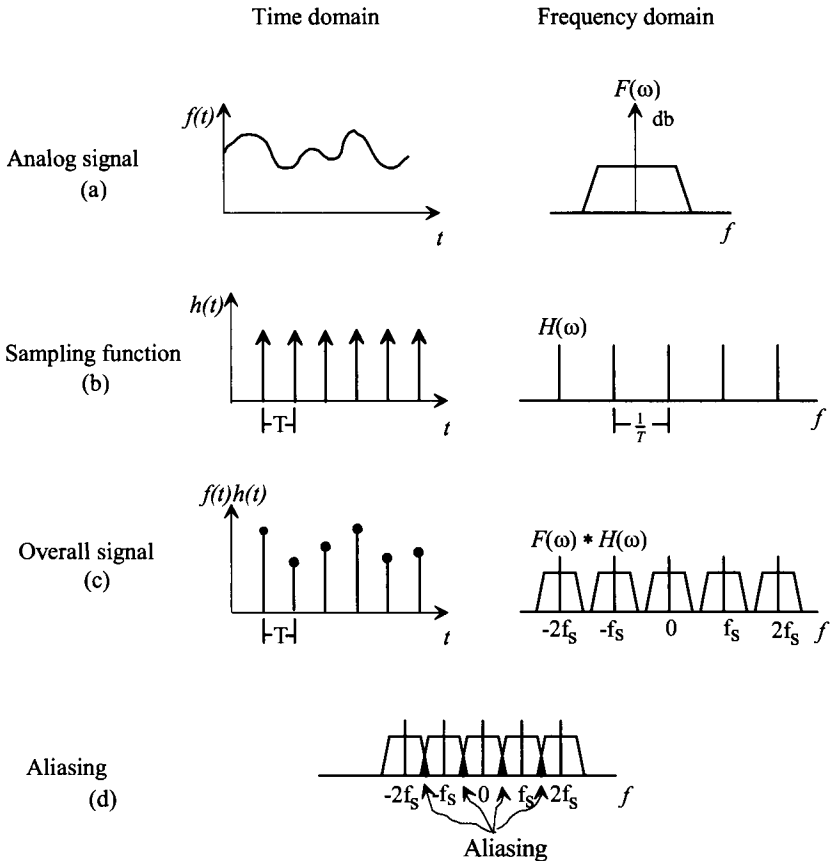 Time domain
Frequency domain
Analog signal
(a)
f(t)
t
F(ω)
db
f
Sampling function
(b)
h(t)
T
t
H(ω)
1/T
f
Overall signal
(c)
f(t)h(t)
T
t
F(ω) * H(ω)
-2fs -fs 0 fs 2fs f
Aliasing
(d)
-2fs -fs 0 fs 2fs f
Aliasing